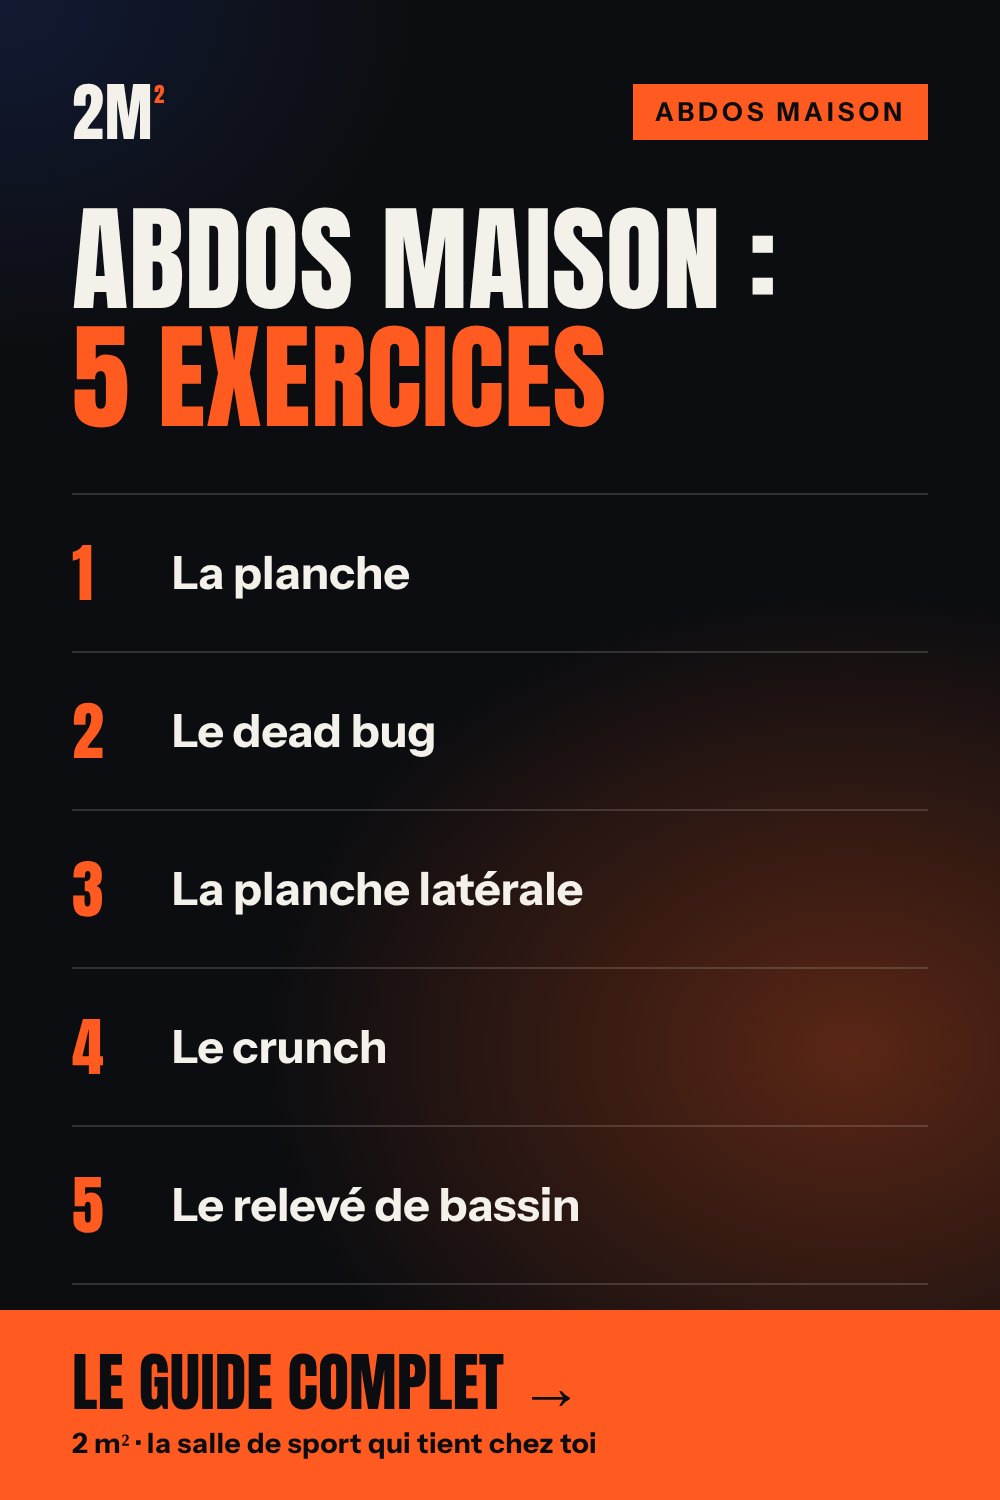 2M²
ABDOS MAISON
ABDOS MAISON :
5 EXERCICES
1 La planche
2 Le dead bug
3 La planche latérale
4 Le crunch
5 Le relevé de bassin
LE GUIDE COMPLET →
2 m² · la salle de sport qui tient chez toi